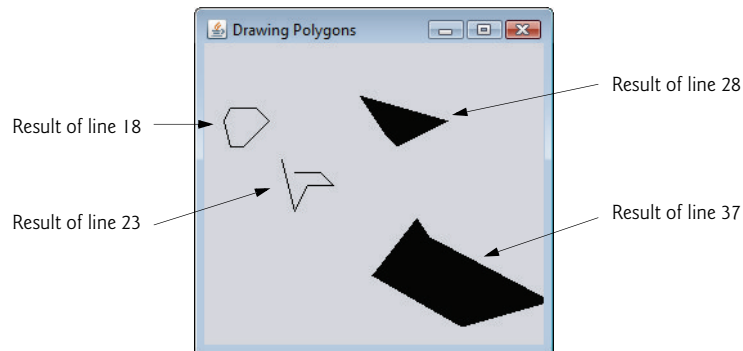 Drawing Polygons
Result of line 28
Result of line 18
Result of line 37
Result of line 23